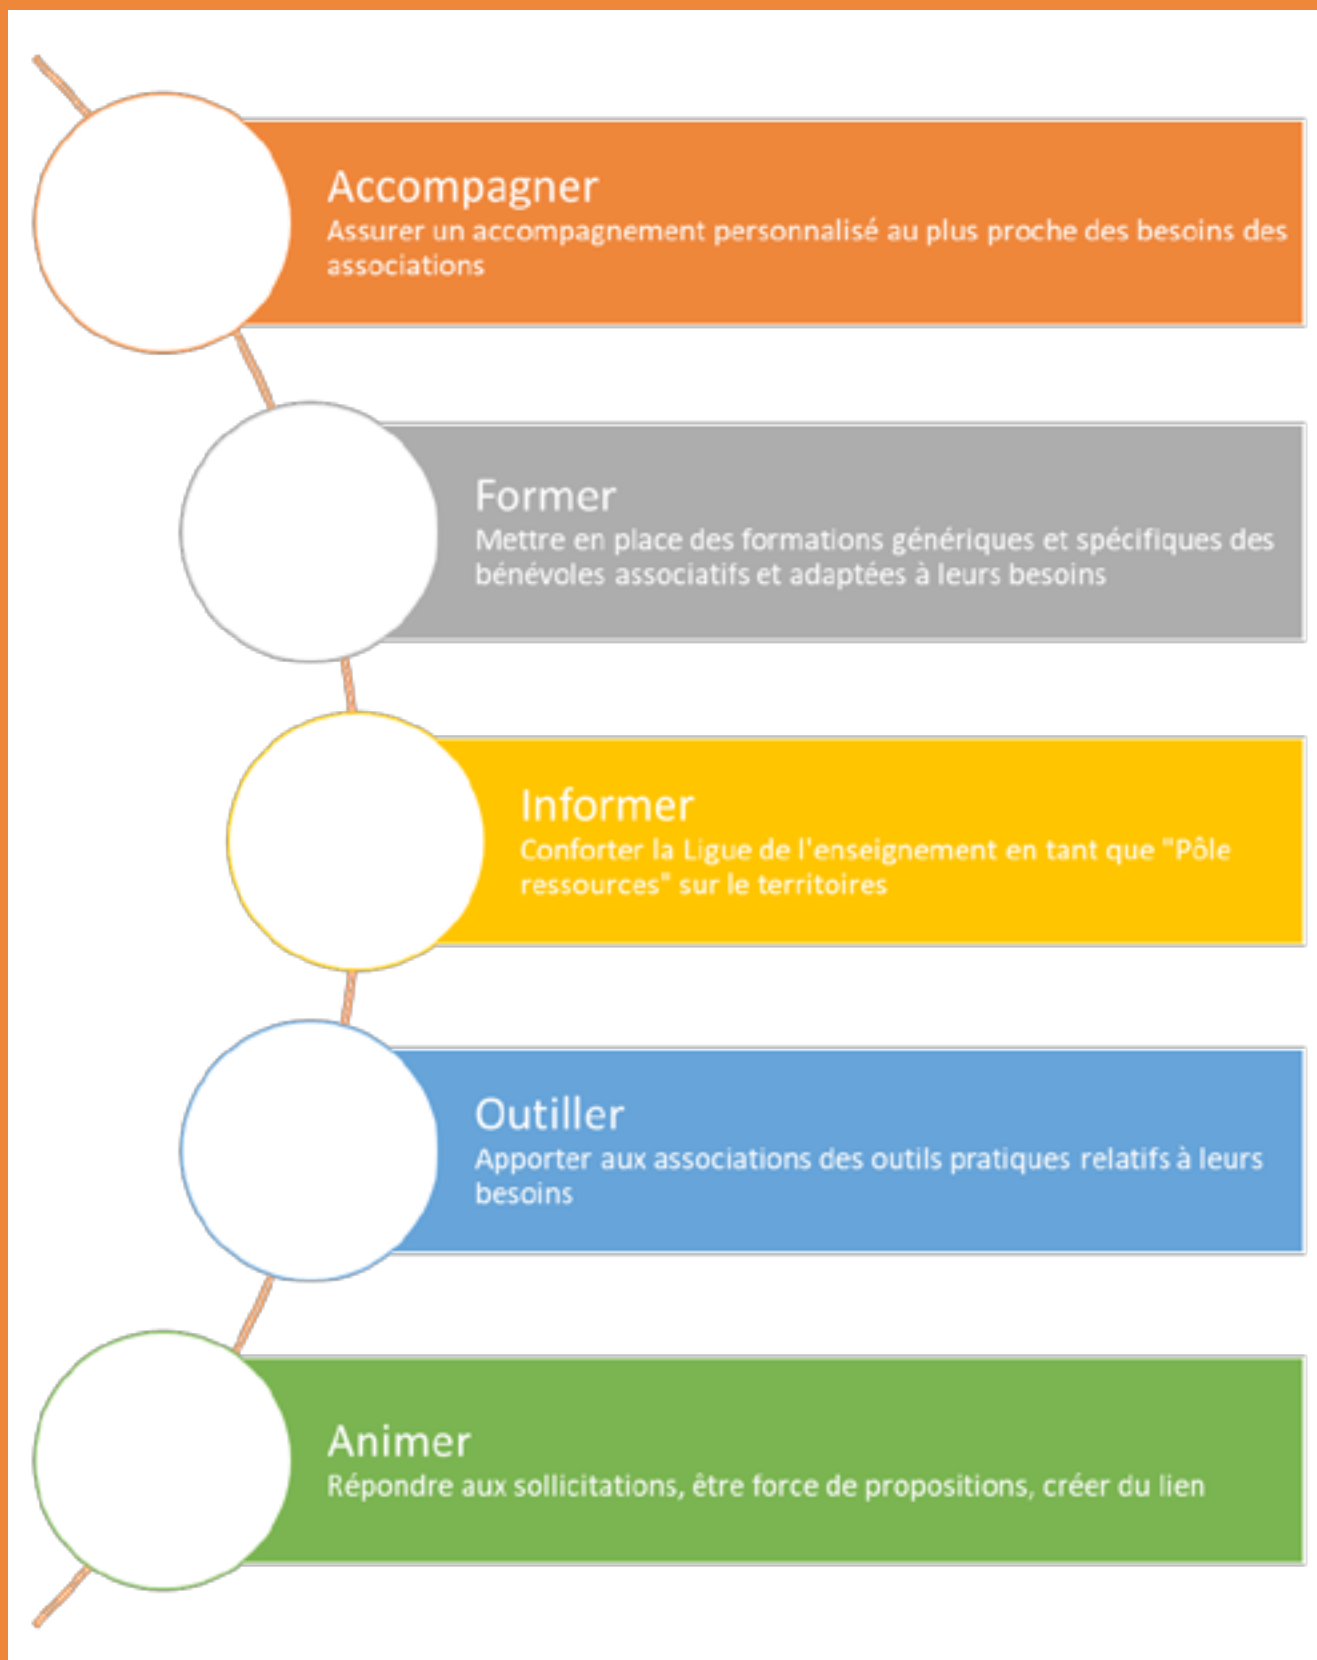 Accompagner
Assurer un accompagnement personnalisé au plus proche des besoins des
associations
Former
Mettre en place des formations génériques et spécifiques des
bénévoles associatifs et adaptées à leurs besoins
Informer
Conforter la Ligue de l'enseignement en tant que "Pôle
ressources" sur le territoires
Outiller
Apporter aux associations des outils pratiques relatifs à leurs
besoins
Animer
Répondre aux sollicitations, être force de propositions, créer du lien